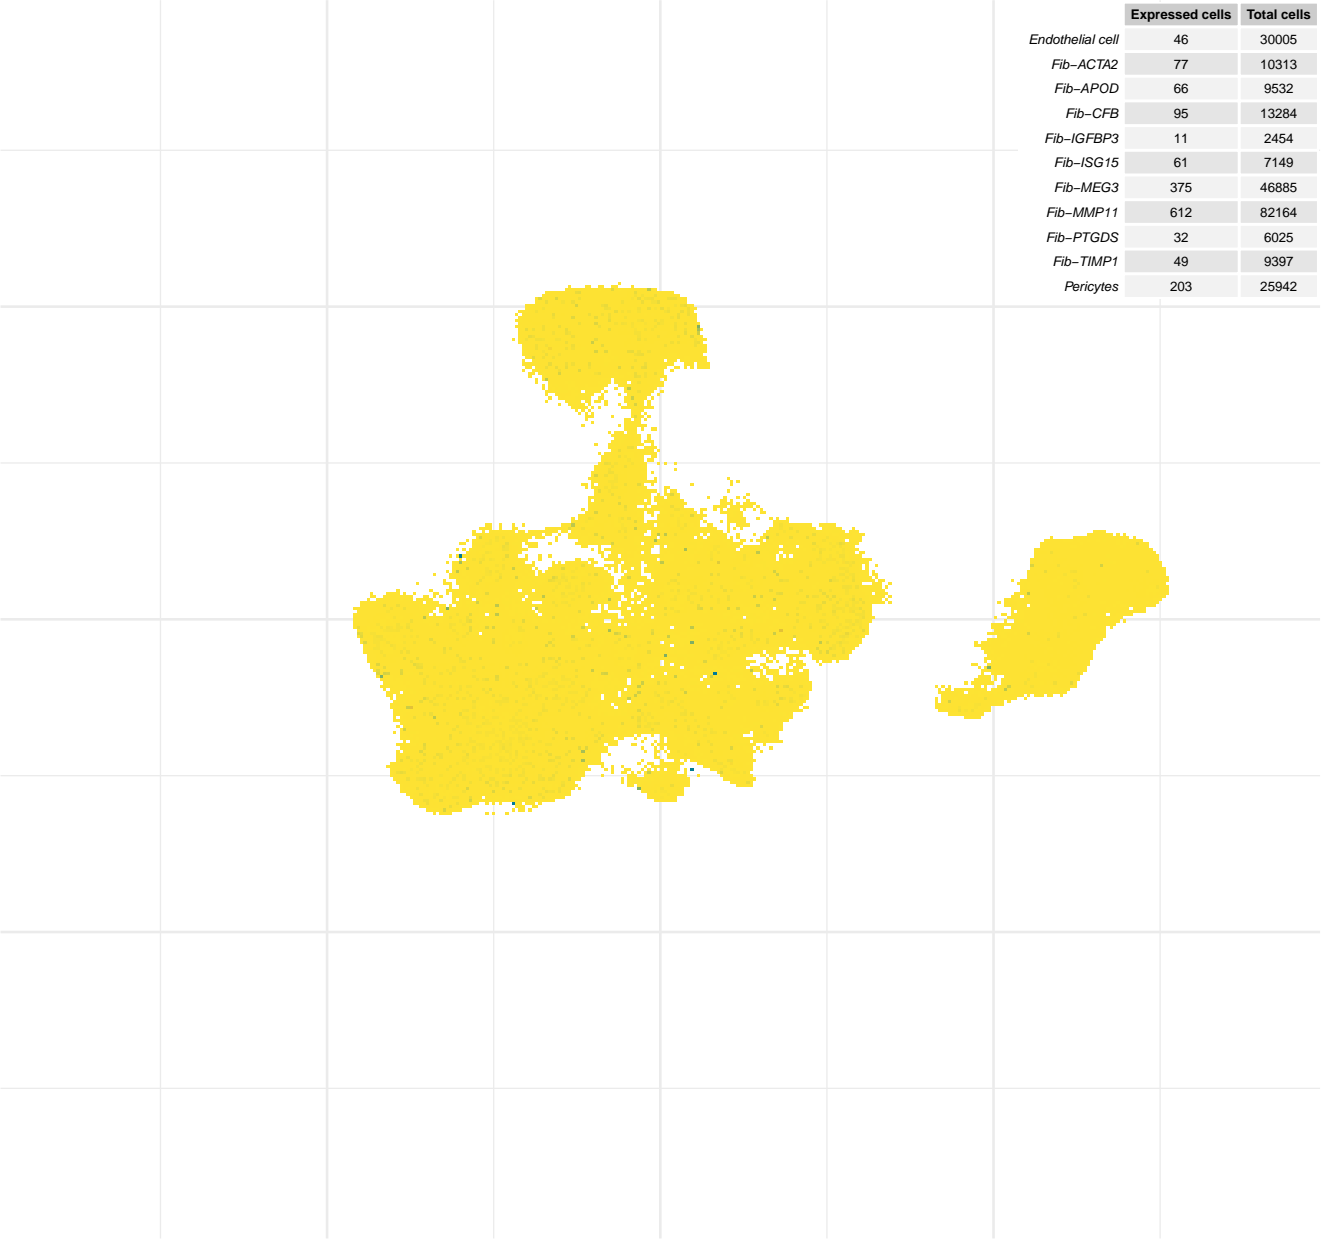 Expressed cells Total cells
Endothelial cell 46 30005
Fib−ACTA2 77 10313
Fib−APOD 66 9532
Fib−CFB 95 13284
Fib−IGFBP3 11 2454
Fib−ISG15 61 7149
Fib−MEG3 375 46885
Fib−MMP11 612 82164
Fib−PTGDS 32 6025
Fib−TIMP1 49 9397
Pericytes 203 25942